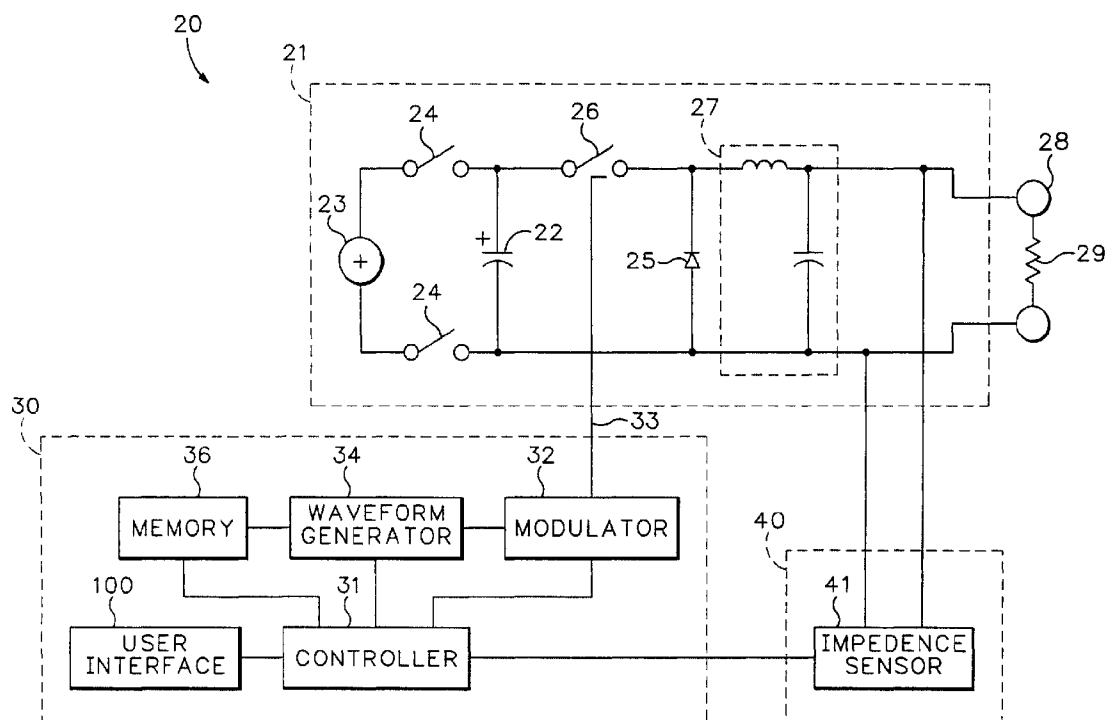 20
21
24
26
27
28
23
+
+
22
25
29
24
30
33
36
34
32
MEMORY
WAVEFORM
GENERATOR
MODULATOR
40
100
31
41
USER
INTERFACE
CONTROLLER
IMPEDENCE
SENSOR